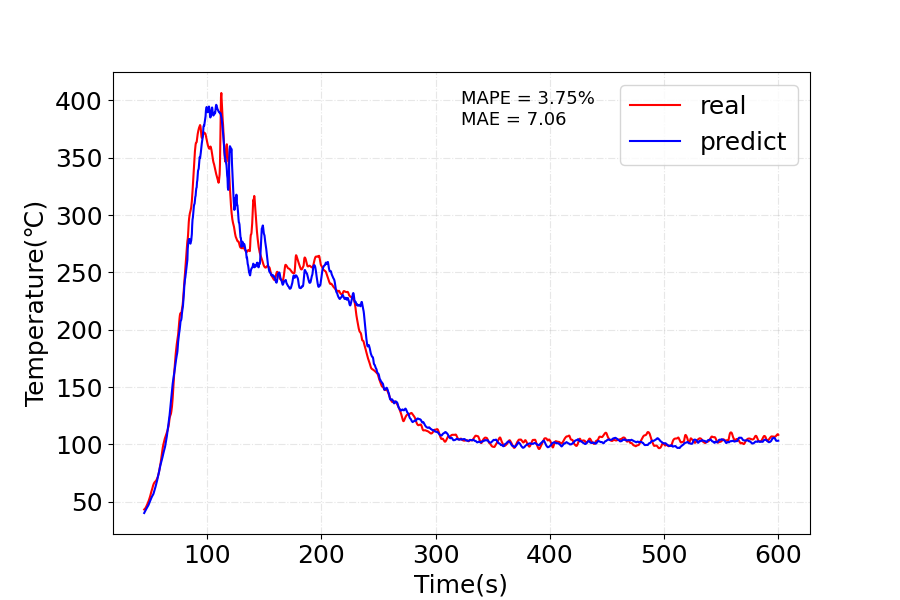 MAPE = 3.75%
MAE = 7.06
real
predict
400
350
300
250
200
150
100
50
Temperature(℃)
100 200 300 400 500 600
Time(s)